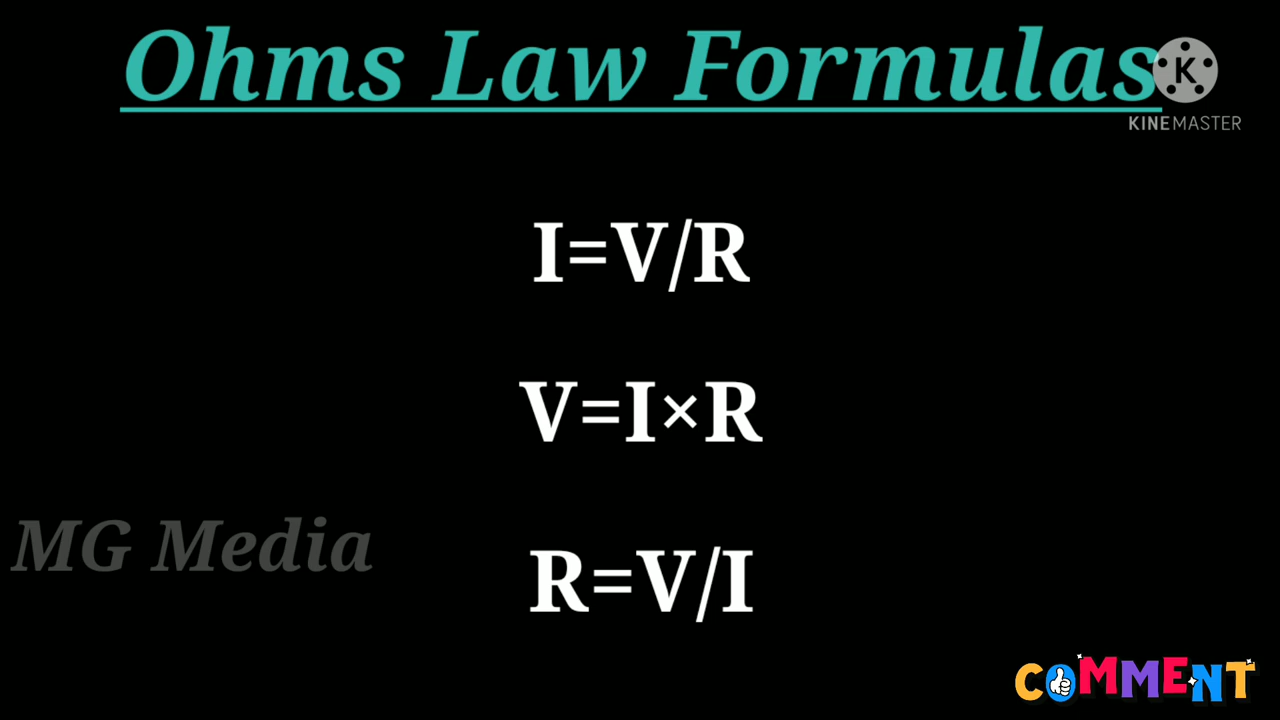 Ohms Law Formulas
K
KINEMASTER
I=V/R
V=I×R
MG Media
R=V/I
COMMENT